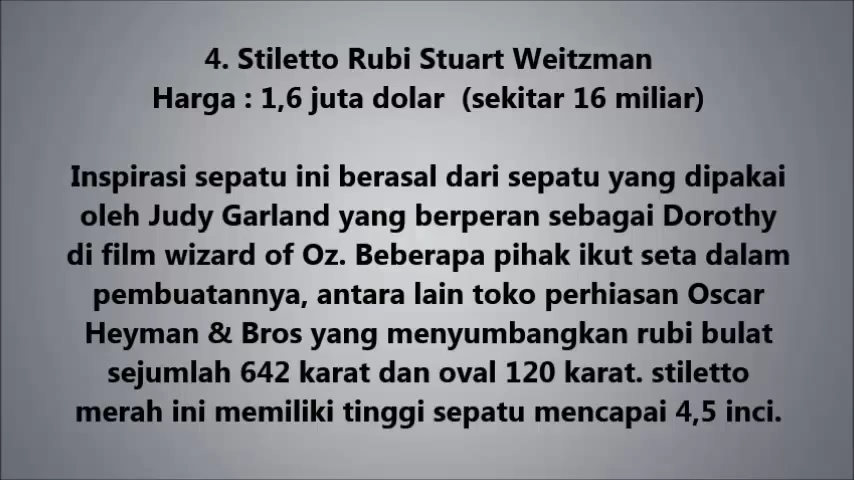 4. Stiletto Rubi Stuart Weitzman
Harga : 1,6 juta dolar  (sekitar 16 miliar)
Inspirasi sepatu ini berasal dari sepatu yang dipakai
oleh Judy Garland yang berperan sebagai Dorothy
di film wizard of Oz. Beberapa pihak ikut seta dalam
pembuatannya, antara lain toko perhiasan Oscar
Heyman & Bros yang menyumbangkan rubi bulat
sejumlah 642 karat dan oval 120 karat. stiletto
merah ini memiliki tinggi sepatu mencapai 4,5 inci.